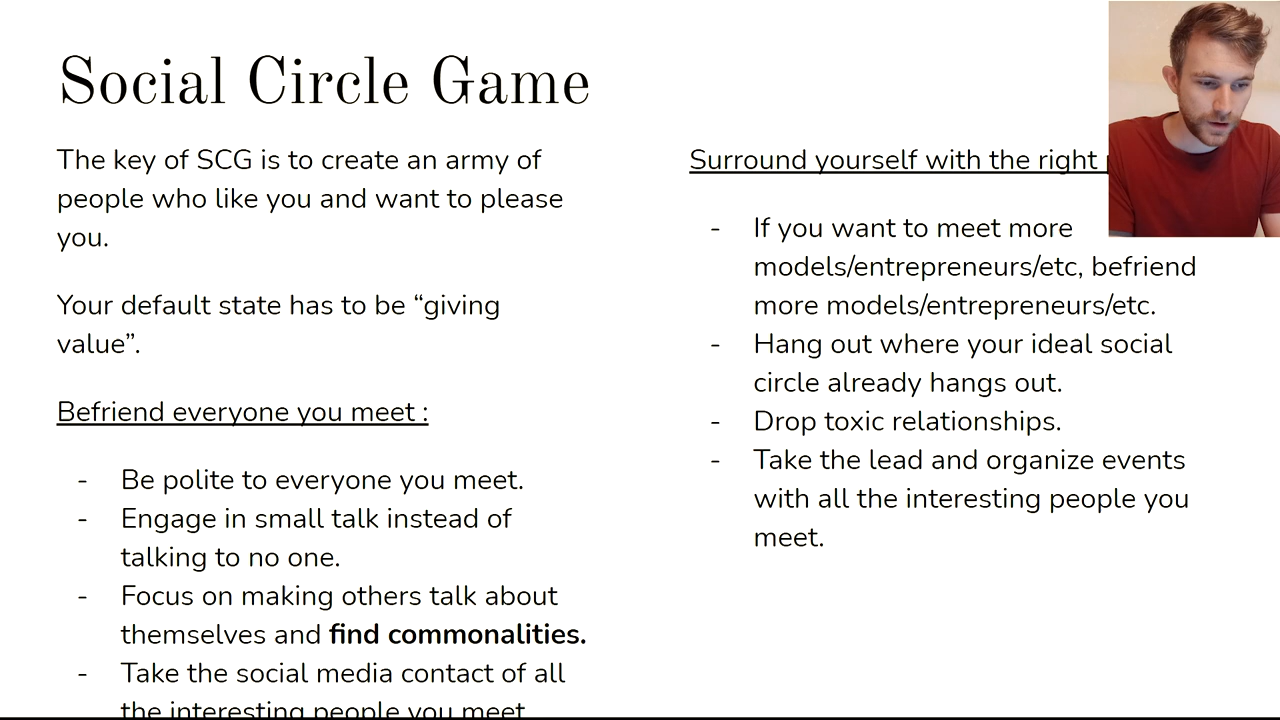 Social Circle Game
The key of SCG is to create an army of
people who like you and want to please
you.
Your default state has to be “giving
value”.
Befriend everyone you meet :
- Be polite to everyone you meet.
- Engage in small talk instead of
talking to no one.
- Focus on making others talk about
themselves and find commonalities.
- Take the social media contact of all
the interesting people you meet
Surround yourself with the right
- If you want to meet more
models/entrepreneurs/etc, befriend
more models/entrepreneurs/etc.
- Hang out where your ideal social
circle already hangs out.
- Drop toxic relationships.
- Take the lead and organize events
with all the interesting people you
meet.